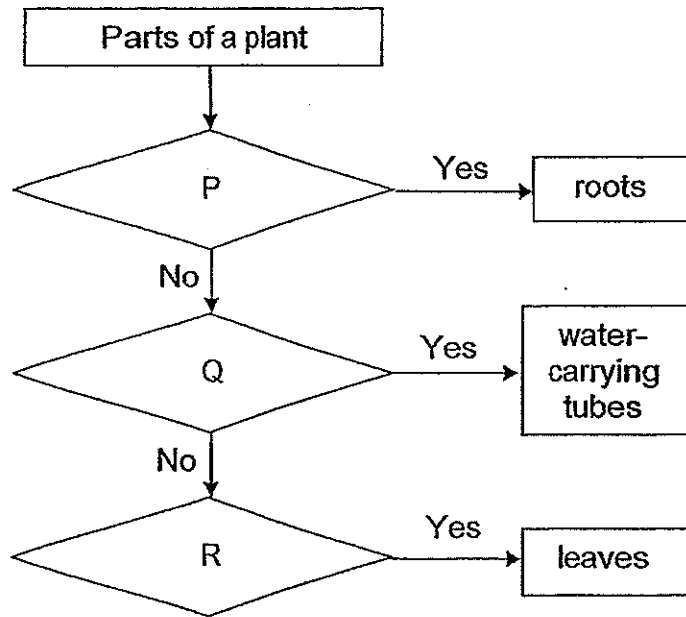 Parts of a plant
P
Yes
roots
No
Q
Yes
water-
carrying
tubes
No
R
Yes
leaves